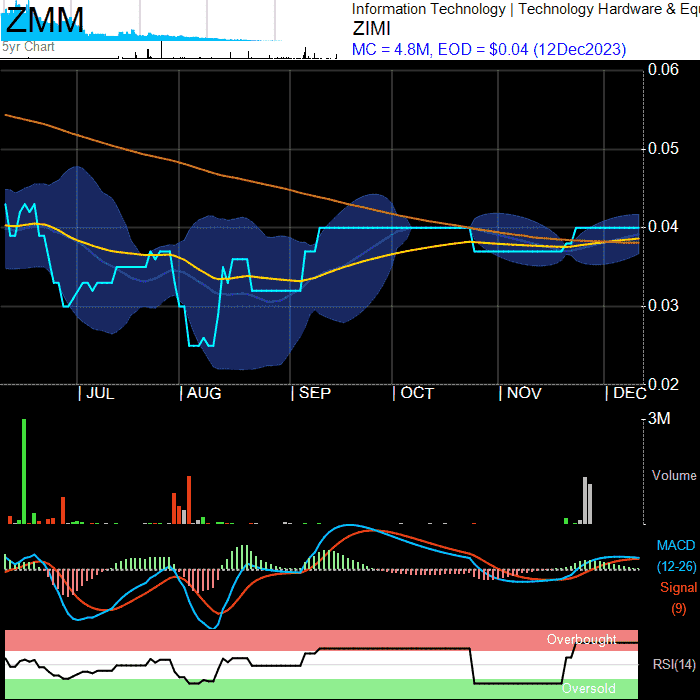 ZMM
5yr Chart
Information Technology | Technology Hardware & Equ
ZIMI
MC = 4.8M, EOD = $0.04 (12Dec2023)
0.06
0.05
0.04
0.03
0.02
JUL AUG SEP OCT NOV DEC
3M
Volume
MACD
(12-26)
Signal
(9)
Overbought
RSI(14)
Oversold